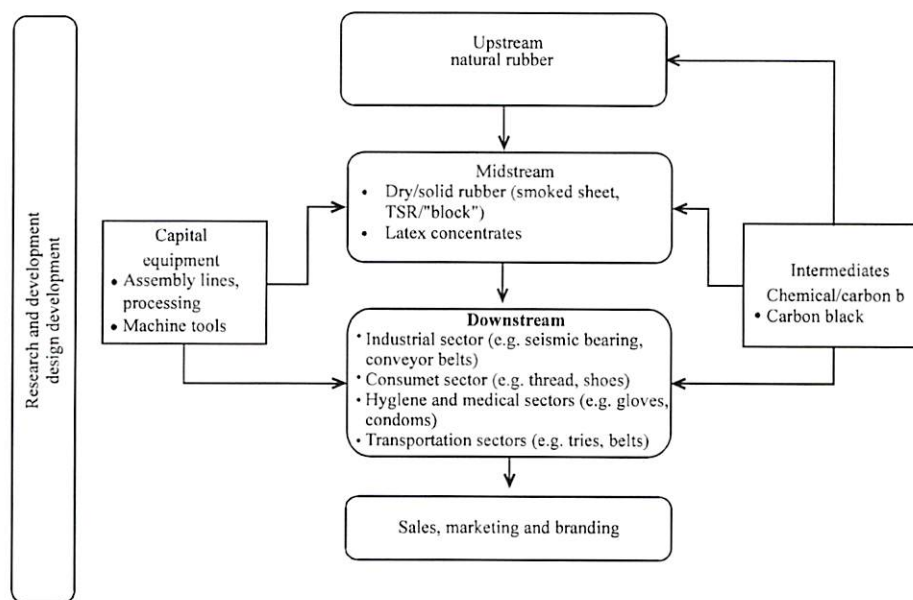 Research and development
design development
Upstream
natural rubber
Midstream
• Dry/solid rubber (smoked sheet,
TSR/"block")
• Latex concentrates
Capital
equipment
• Assembly lines,
processing
• Machine tools
Intermediates
Chemical/carbon b
• Carbon black
Downstream
• Industrial sector (e.g. seismic bearing,
conveyor belts)
• Consumet sector (e.g. thread, shoes)
• Hyglene and medical sectors (e.g. gloves,
condoms)
• Transportation sectors (e.g. tries, belts)
Sales, marketing and branding